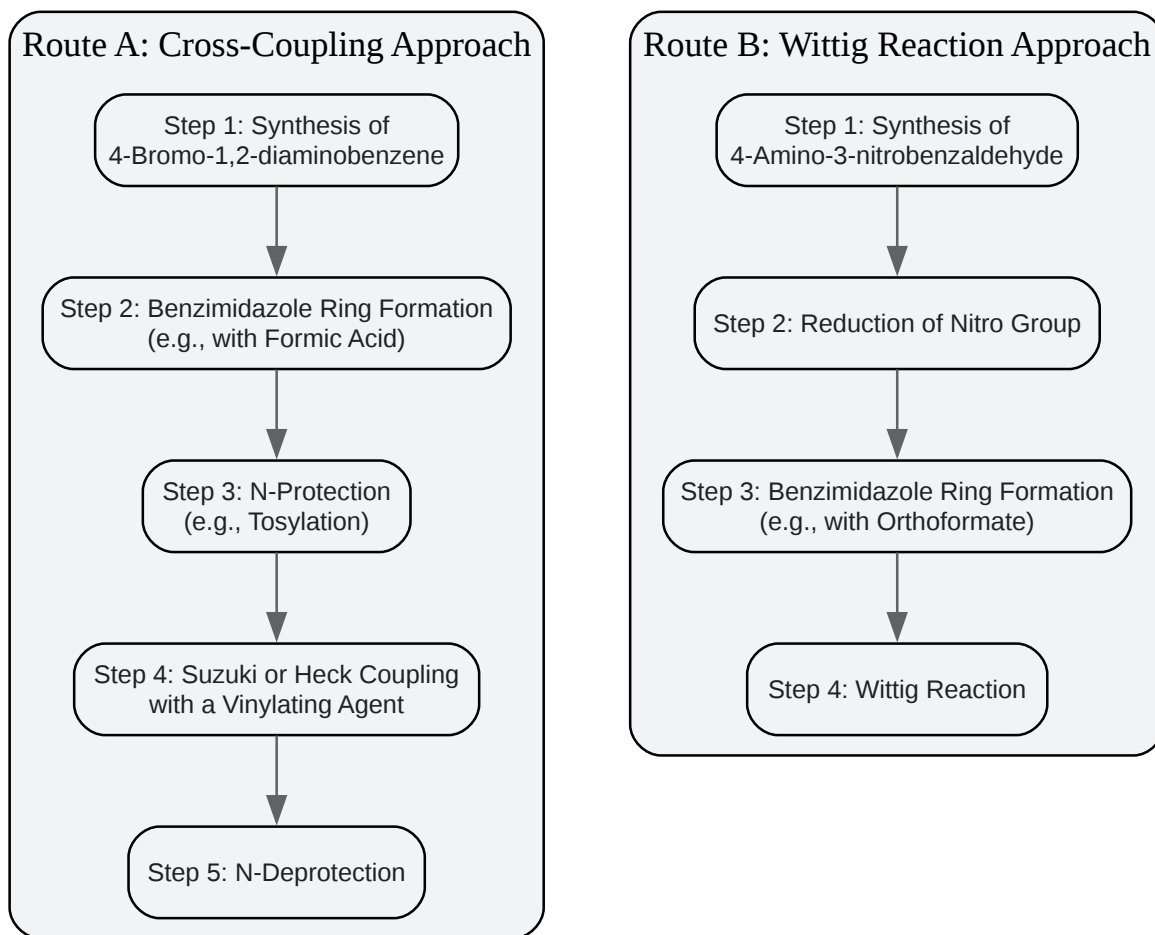 Route A: Cross-Coupling Approach
Step 1: Synthesis of
4-Bromo-1,2-diaminobenzene
Step 2: Benzimidazole Ring Formation
(e.g., with Formic Acid)
Step 3: N-Protection
(e.g., Tosylation)
Step 4: Suzuki or Heck Coupling
with a Vinylating Agent
Step 5: N-Deprotection
Route B: Wittig Reaction Approach
Step 1: Synthesis of
4-Amino-3-nitrobenzaldehyde
Step 2: Reduction of Nitro Group
Step 3: Benzimidazole Ring Formation
(e.g., with Orthoformate)
Step 4: Wittig Reaction